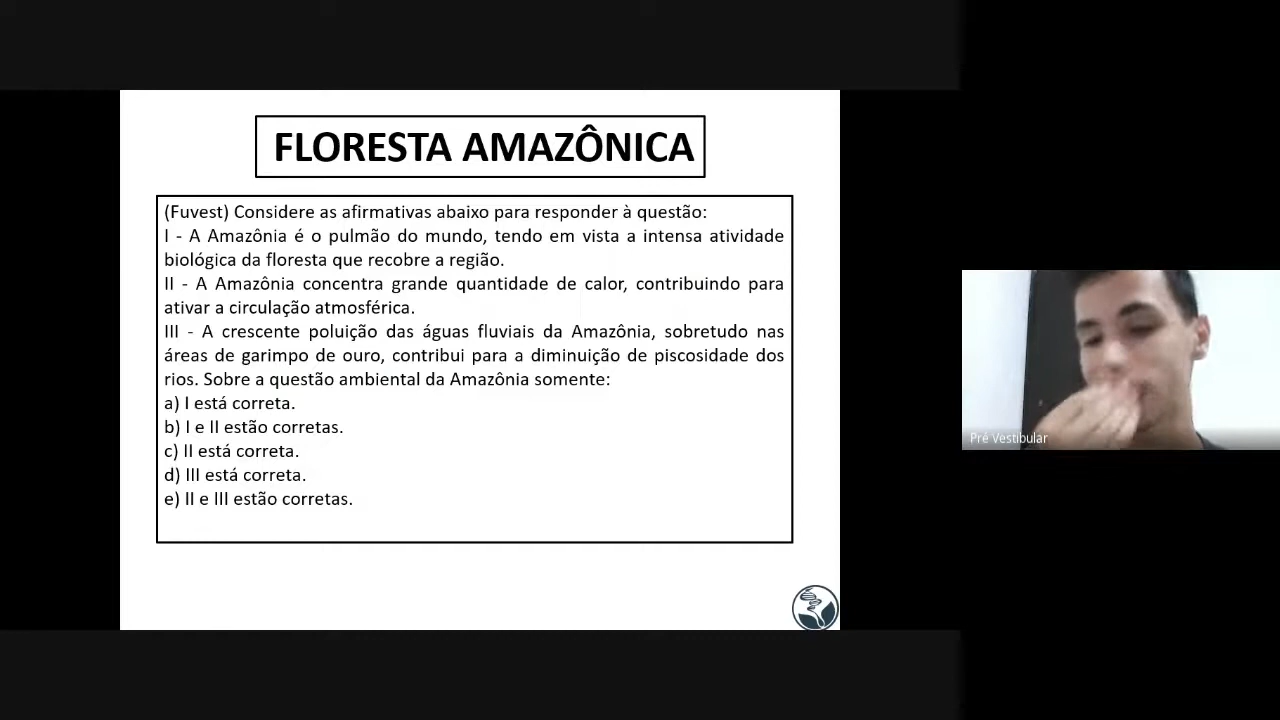 FLORESTA AMAZÔNICA
(Fuvest) Considere as afirmativas abaixo para responder à questão:
I - A Amazônia é o pulmão do mundo, tendo em vista a intensa atividade
biológica da floresta que recobre a região.
II - A Amazônia concentra grande quantidade de calor, contribuindo para
ativar a circulação atmosférica.
III - A crescente poluição das águas fluviais da Amazônia, sobretudo nas
áreas de garimpo de ouro, contribui para a diminuição de piscosidade dos
rios. Sobre a questão ambiental da Amazônia somente:
a) I está correta.
b) I e II estão corretas.
c) II está correta.
d) III está correta.
e) II e III estão corretas.
Pré Vestibular